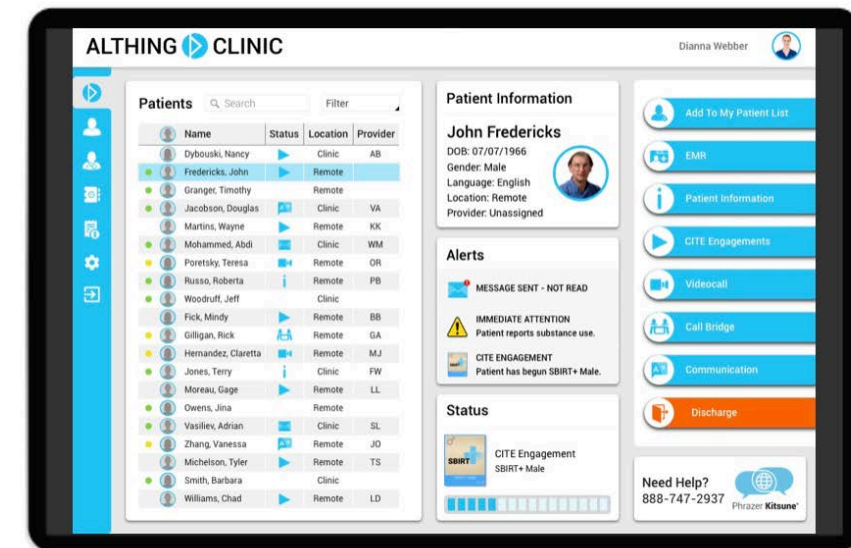 ALTHING CLINIC
Dianna Webber
Patients Search Filter
Name Status Location Provider
Dybouski, Nancy Clinic AB
Fredericks, John Remote
Granger, Timothy Remote
Jacobson, Douglas Clinic VA
Martins, Wayne Remote KK
Mohammed, Abdi Clinic WM
Poretsky, Teresa Remote OR
Russo, Roberta Remote PB
Woodruff, Jeff Clinic
Fick, Mindy Remote BB
Gilligan, Rick Remote GA
Hernandez, Claretta Remote MJ
Jones, Terry Clinic FW
Moreau, Gage Remote LL
Owens, Jina Remote
Vasiliev, Adrian Clinic SL
Zhang, Vanessa Remote JO
Michelson, Tyler Remote TS
Smith, Barbara Clinic
Williams, Chad Remote LD
Patient Information
John Fredericks
DOB: 07/07/1966
Gender: Male
Language: English
Location: Remote
Provider: Unassigned
Alerts
MESSAGE SENT - NOT READ
IMMEDIATE ATTENTION
Patient reports substance use.
CITE ENGAGEMENT
Patient has begun SBIRT+ Male.
Status
SBIRT
CITE Engagement
SBIRT+ Male
Add To My Patient List
EMR
Patient Information
CITE Engagements
Videocall
Call Bridge
Communication
Discharge
Need Help?
888-747-2937
Phrazer Kitsune